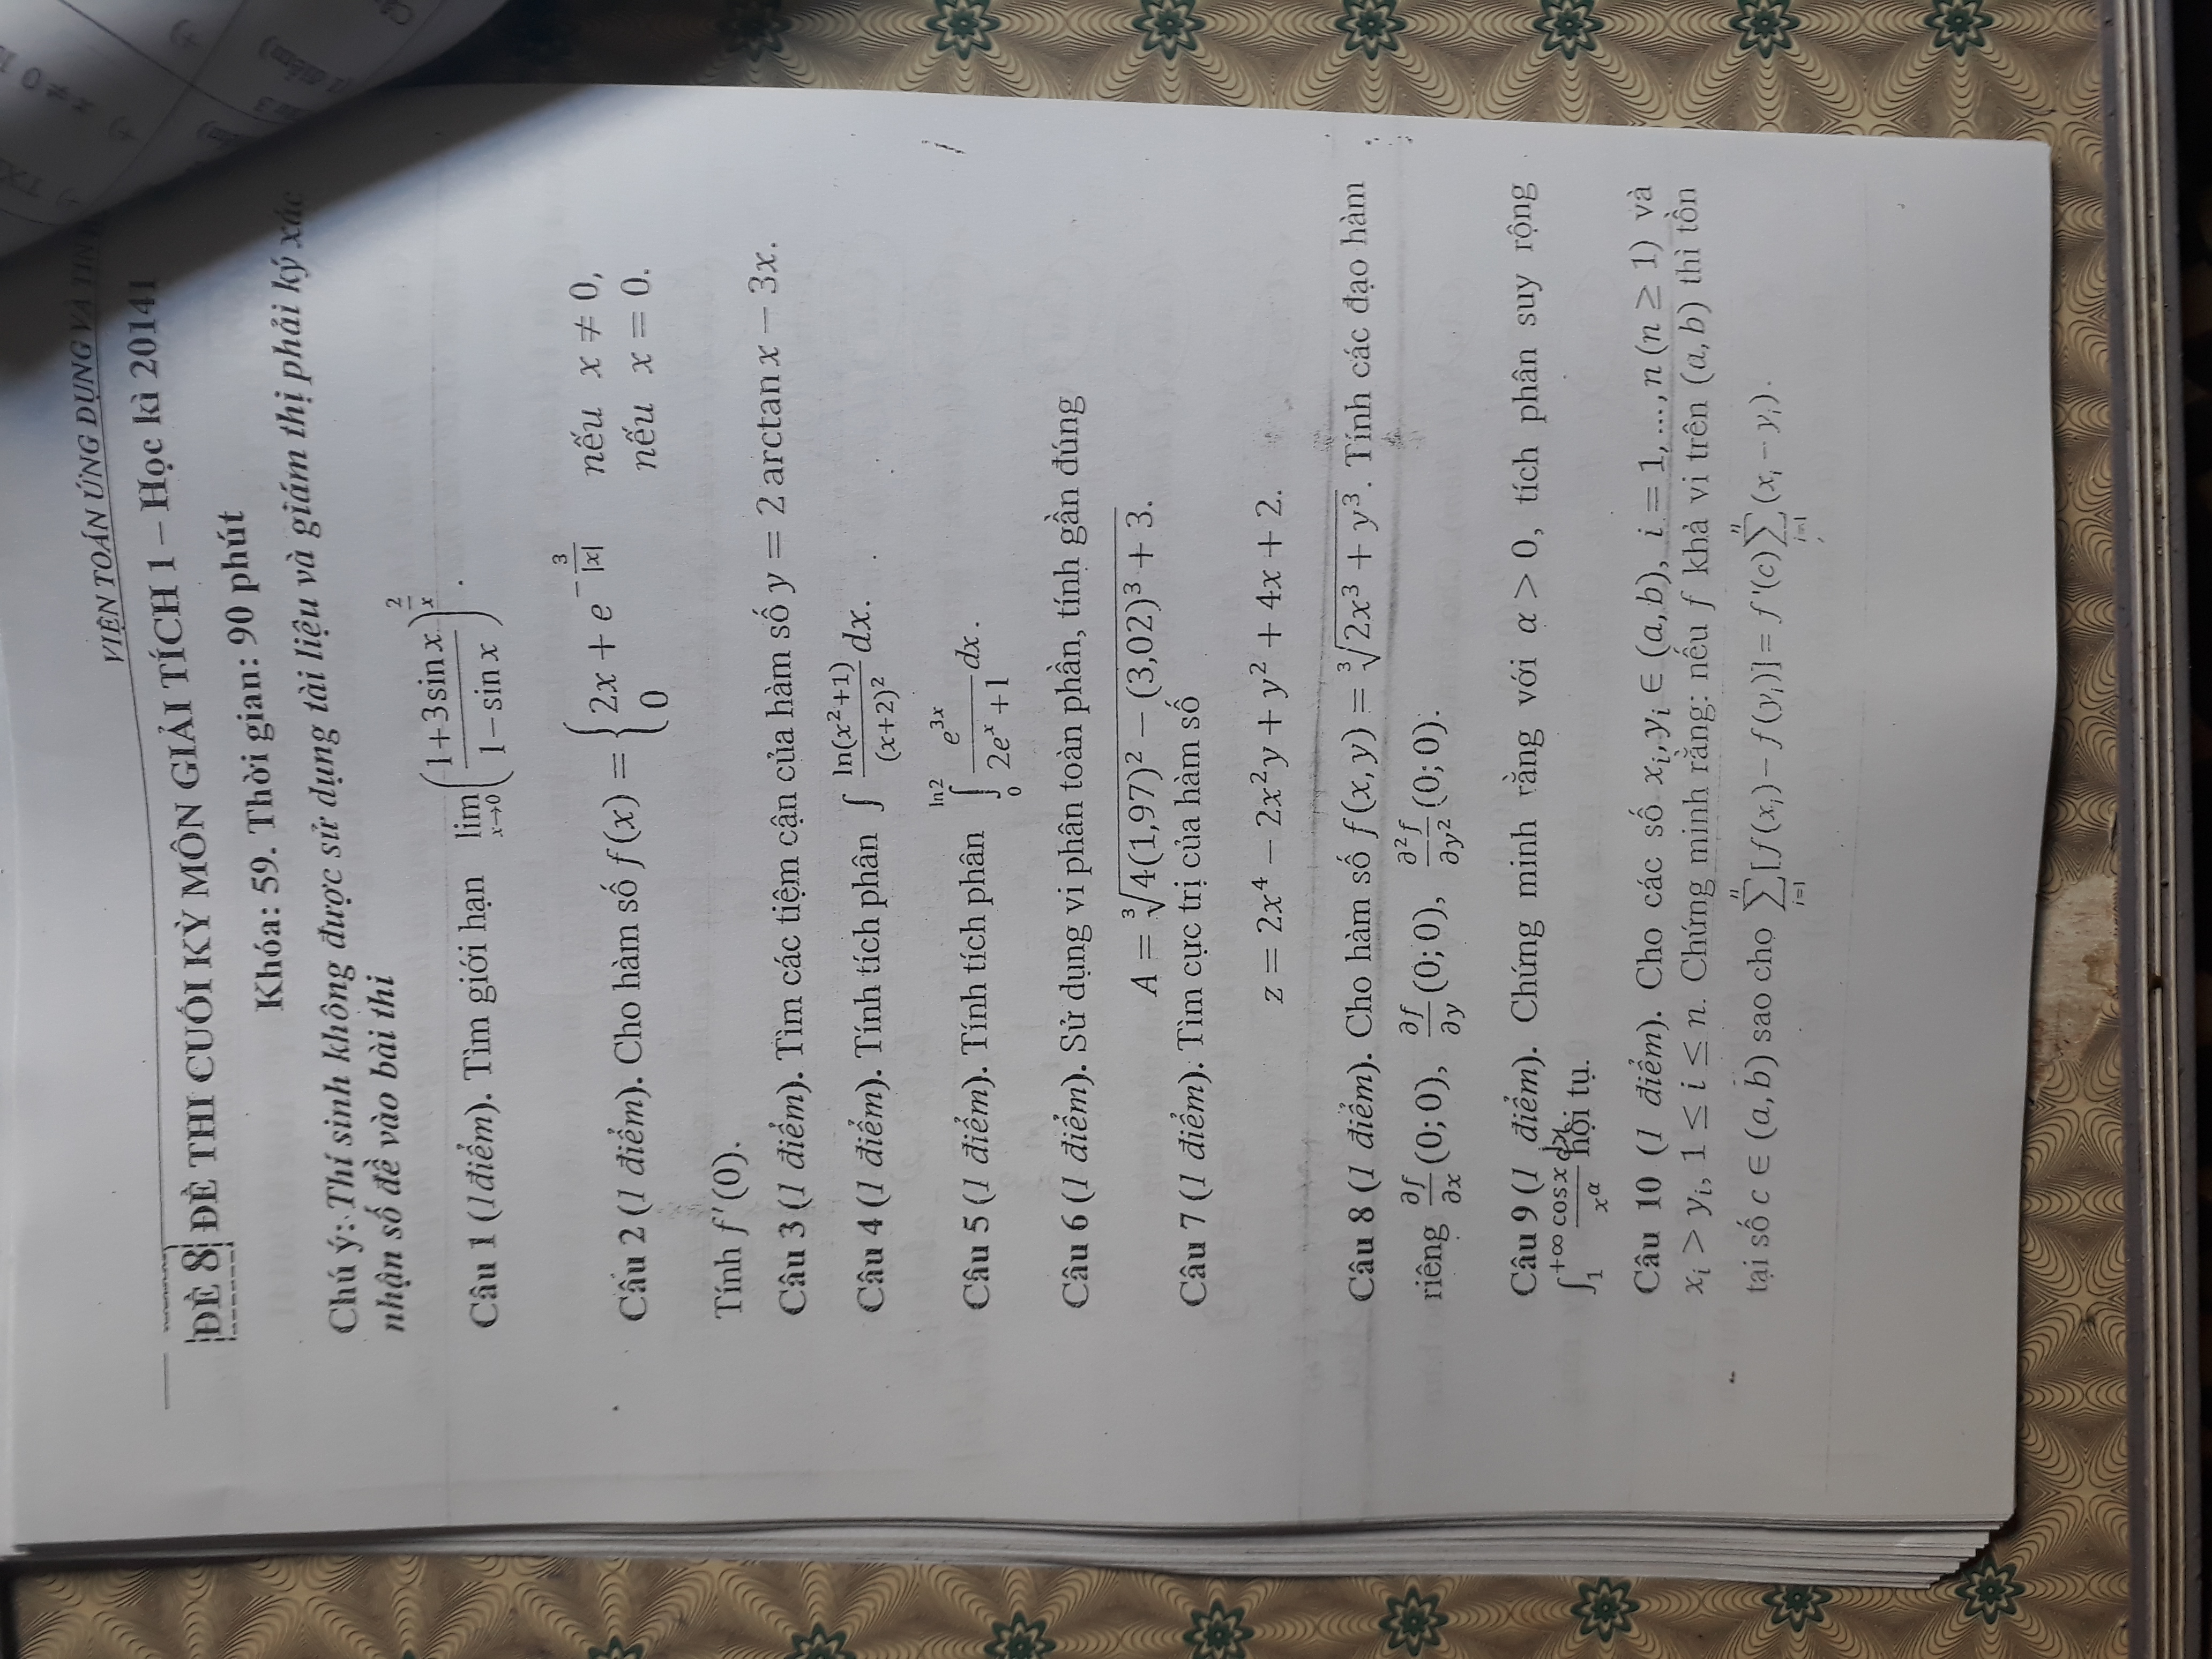 VIỆN TOÁN ỨNG DỤNG VÀ TIN
ĐỀ 8 ĐỀ THI CUỐI KỲ MÔN GIẢI TÍCH 1 – Học kì 20141
Khóa: 59. Thời gian: 90 phút
Chú ý: Thí sinh không được sử dụng tài liệu và giám thị phải ký xác
nhận số đề vào bài thi
Câu 1 (1điểm). Tìm giới hạn $\lim_{x\to 0}\left(\frac{1+3\sin x}{1-\sin x}\right)^{\frac{2}{x}}$.
Câu 2 (1 điểm). Cho hàm số $f(x) = \begin{cases} 2x + e^{-\frac{3}{|x|}} & \text{nếu } x \neq 0, \\ 0 & \text{nếu } x = 0. \end{cases}$
Tính $f'(0)$.
Câu 3 (1 điểm). Tìm các tiệm cận của hàm số $y = 2\arctan x - 3x$.
Câu 4 (1 điểm). Tính tích phân $\int \frac{\ln(x^2+1)}{(x+2)^2} dx$.
Câu 5 (1 điểm). Tính tích phân $\int_0^{\ln 2} \frac{e^{3x}}{2e^x+1} dx$.
Câu 6 (1 điểm). Sử dụng vi phân toàn phần, tính gần đúng
$A = \sqrt[3]{4(1,97)^2 - (3,02)^3 + 3}$.
Câu 7 (1 điểm). Tìm cực trị của hàm số
$z = 2x^4 - 2x^2y + y^2 + 4x + 2$.
Câu 8 (1 điểm). Cho hàm số $f(x,y) = \sqrt[3]{2x^3 + y^3}$. Tính các đạo hàm
riêng $\frac{\partial f}{\partial x}(0;0)$, $\frac{\partial f}{\partial y}(0;0)$, $\frac{\partial^2 f}{\partial y^2}(0;0)$.
Câu 9 (1 điểm). Chứng minh rằng với $\alpha > 0$, tích phân suy rộng
$\int_1^{+\infty} \frac{\cos x}{x^\alpha} dx$ hội tụ.
Câu 10 (1 điểm). Cho các số $x_i, y_i \in (a,b)$, $i = 1, ..., n (n \geq 1)$ và
$x_i > y_i$, $1 \leq i \leq n$. Chứng minh rằng: nếu $f$ khả vi trên $(a,b)$ thì tồn
tại số $c \in (a,b)$ sao cho $\sum_{i=1}^{n}[f(x_i) - f(y_i)] = f'(c)\sum_{i=1}^{n}(x_i - y_i)$.